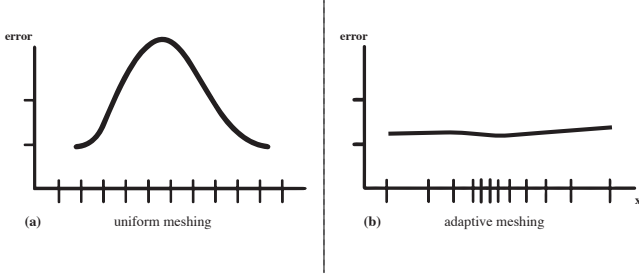 error
error
x
(a) uniform meshing
(b) adaptive meshing